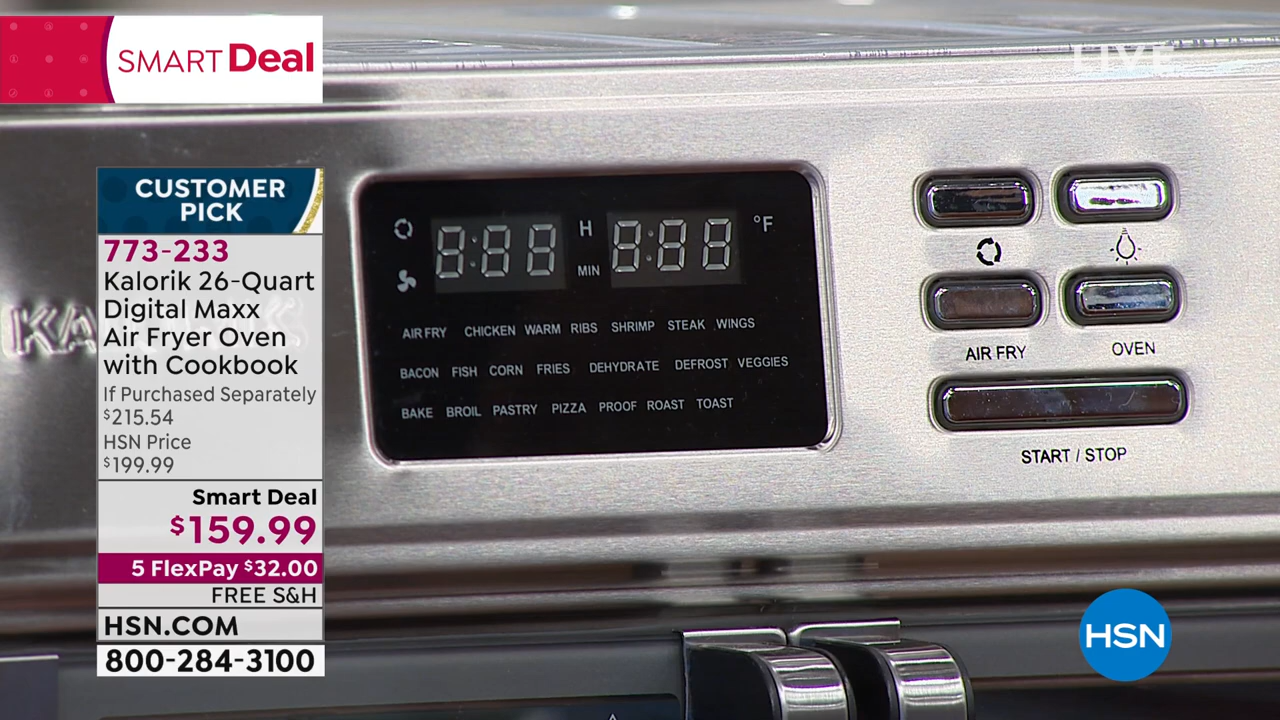 SMART Deal
LIVE
CUSTOMER
PICK
773-233
Kalorik 26-Quart
Digital Maxx
Air Fryer Oven
with Cookbook
If Purchased Separately
$215.54
HSN Price
$199.99
Smart Deal
$159.99
5 FlexPay $32.00
FREE S&H
HSN.COM
800-284-3100
KA
8:88 H MIN 8:88 °F
AIR FRY CHICKEN WARM RIBS SHRIMP STEAK WINGS
BACON FISH CORN FRIES DEHYDRATE DEFROST VEGGIES
BAKE BROIL PASTRY PIZZA PROOF ROAST TOAST
AIR FRY OVEN
START / STOP
HSN